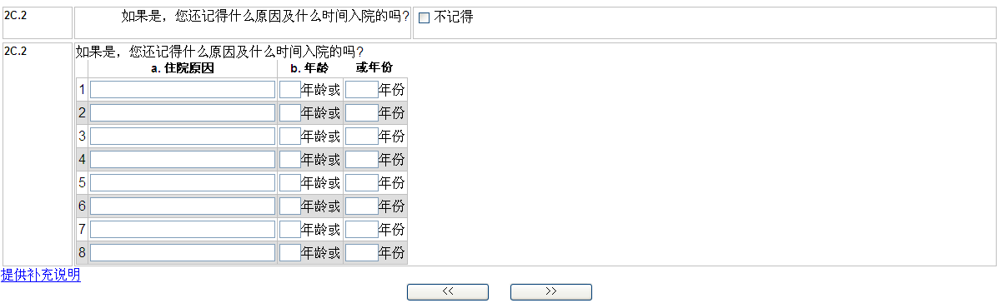 2C.2 如果是，您还记得什么原因及什么时间入院的吗? 不记得
2C.2 如果是，您还记得什么原因及什么时间入院的吗?
a. 住院原因 b. 年龄 或年份
1 年龄或 年份
2 年龄或 年份
3 年龄或 年份
4 年龄或 年份
5 年龄或 年份
6 年龄或 年份
7 年龄或 年份
8 年龄或 年份
提供补充说明
<< >>